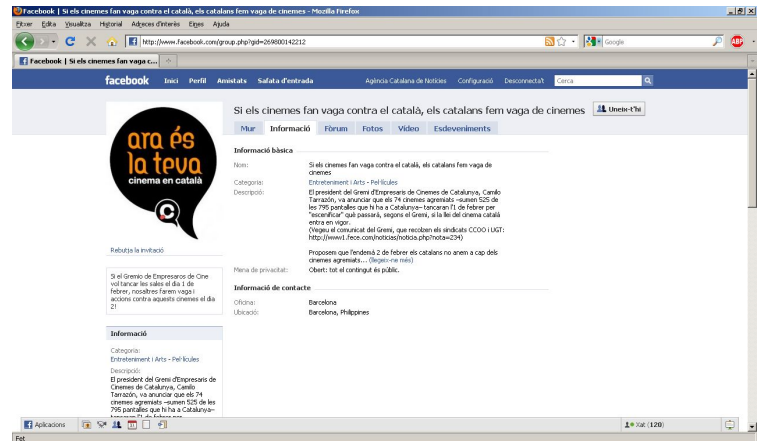 Facebook | Si els cinemes fan vaga contra el català, els catalans fem vaga de cinemes - Mozilla Firefox
Fitxer Edita Visualitza Historial Adreces d'interès Eines Ajuda
http://www.facebook.com/group.php?gid=269800142212
Google
ABP
Facebook | Si els cinemes fan vaga c...
facebook Inici Perfil Amistats Safata d'entrada Agència Catalana de Notícies Configuració Desconnecta't Cerca
Si els cinemes fan vaga contra el català, els catalans fem vaga de cinemes
Uneix-t'hi
Mur Informació Fòrum Fotos Vídeo Esdeveniments
ara és
la teva
cinema en català
C
Rebutja la invitació
Si el Gremio de Empresaros de Cine
vol tancar les sales el dia 1 de
febrer, nosaltres farem vaga i
accions contra aquests cinemes el dia
2!
Informació
Categoria:
Entreteniment i Arts - Pel·lícules
Descripció:
El president del Gremi d'Empresaris de
Cinemes de Catalunya, Camilo
Tarrazón, va anunciar que els 74
cinemes agremiats –sumen 525 de les
795 pantalles que hi ha a Catalunya–
tancaran l'1 de febrer per
Informació bàsica
Nom: Si els cinemes fan vaga contra el català, els catalans fem vaga de
cinemes
Categoria: Entreteniment i Arts - Pel·lícules
Descripció: El president del Gremi d'Empresaris de Cinemes de Catalunya, Camilo
Tarrazón, va anunciar que els 74 cinemes agremiats –sumen 525 de
les 795 pantalles que hi ha a Catalunya– tancaran l'1 de febrer per
"escenificar" què passarà, segons el Gremi, si la llei del cinema català
entra en vigor.
(Vegeu el comunicat del Gremi, que recolzen els sindicats CCOO i UGT:
http://www1.fece.com/noticias/noticia.php?nota=234)
Proposem que l'endemà 2 de febrer els catalans no anem a cap dels
cinemes agremiats... (llegeix-ne més)
Mena de privacitat: Obert: tot el contingut és públic.
Informació de contacte
Oficina: Barcelona
Ubicació: Barcelona, Philippines
Aplicacions
Xat (120)
Fet